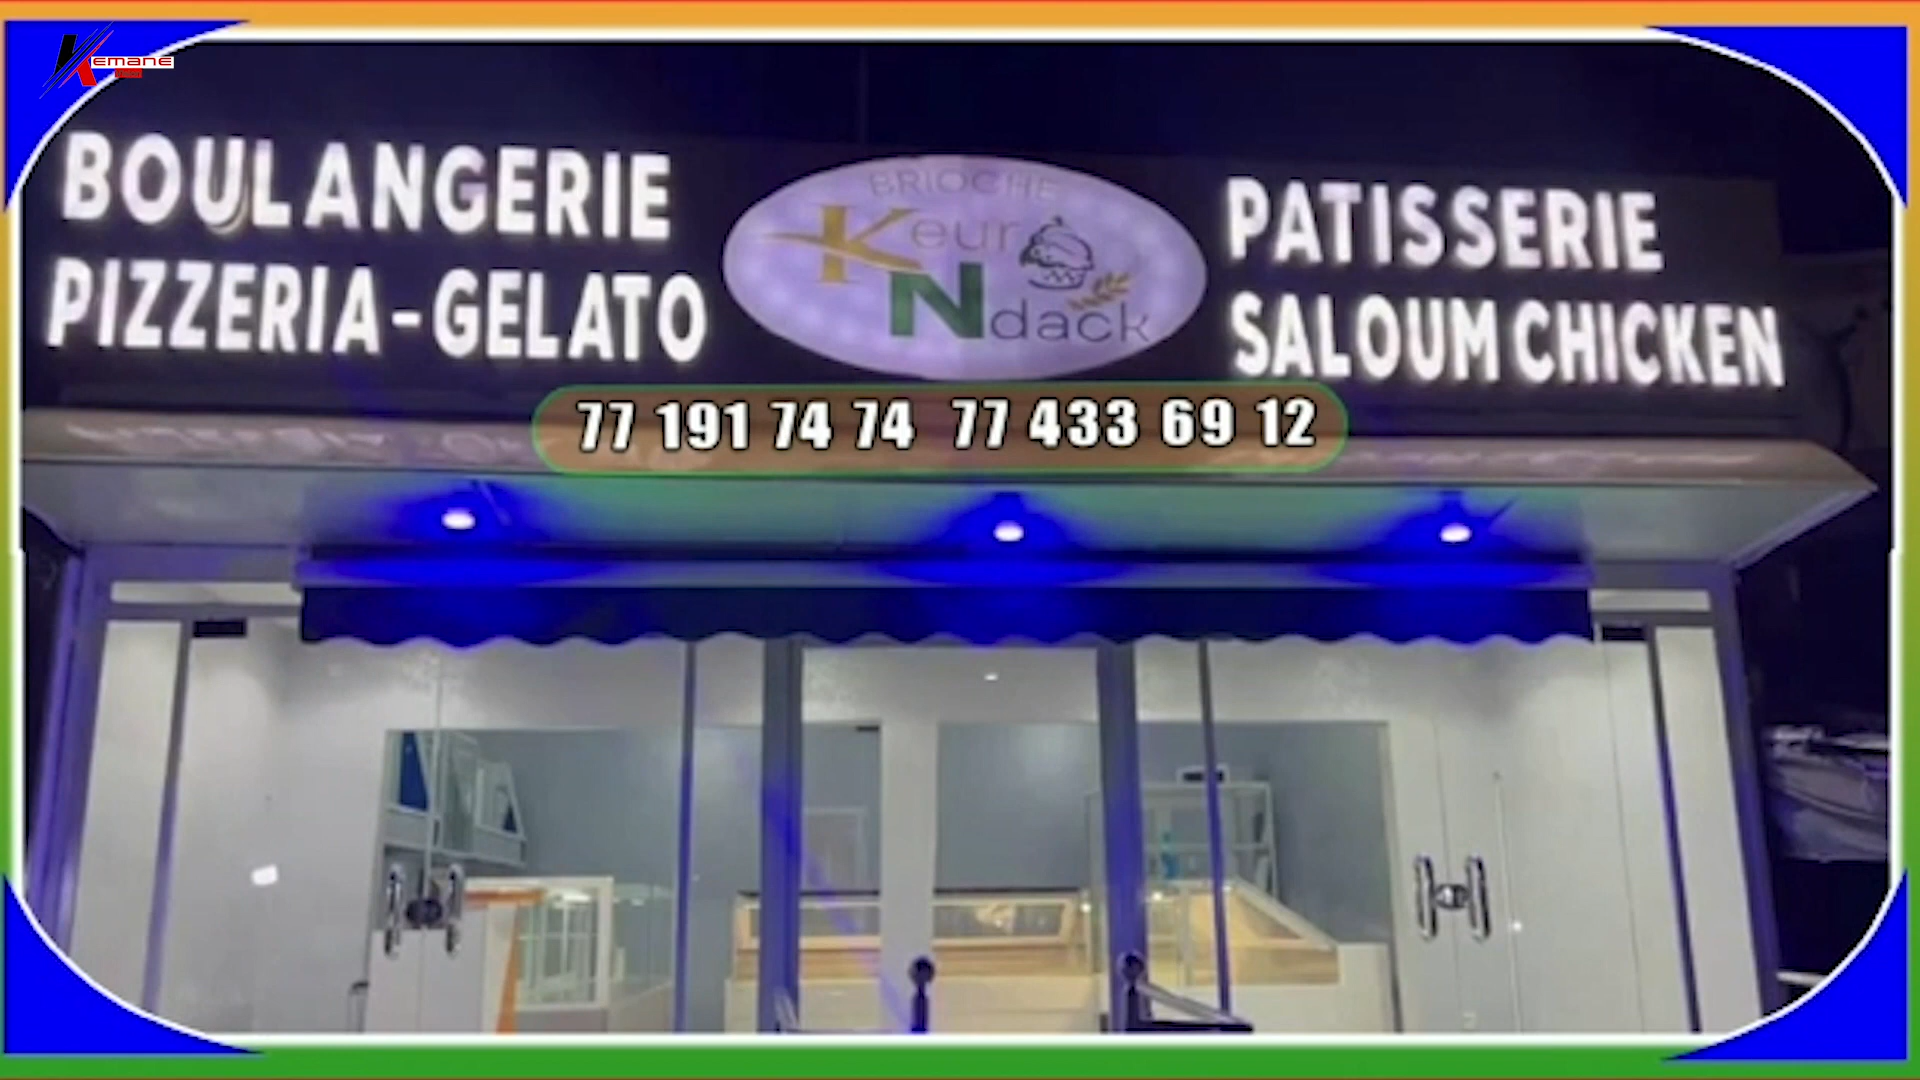 Kemane
BOULANGERIE
PIZZERIA-GELATO
BRIOCHE
Keur
Ndack
PATISSERIE
SALOUM CHICKEN
77 191 74 74 77 433 69 12